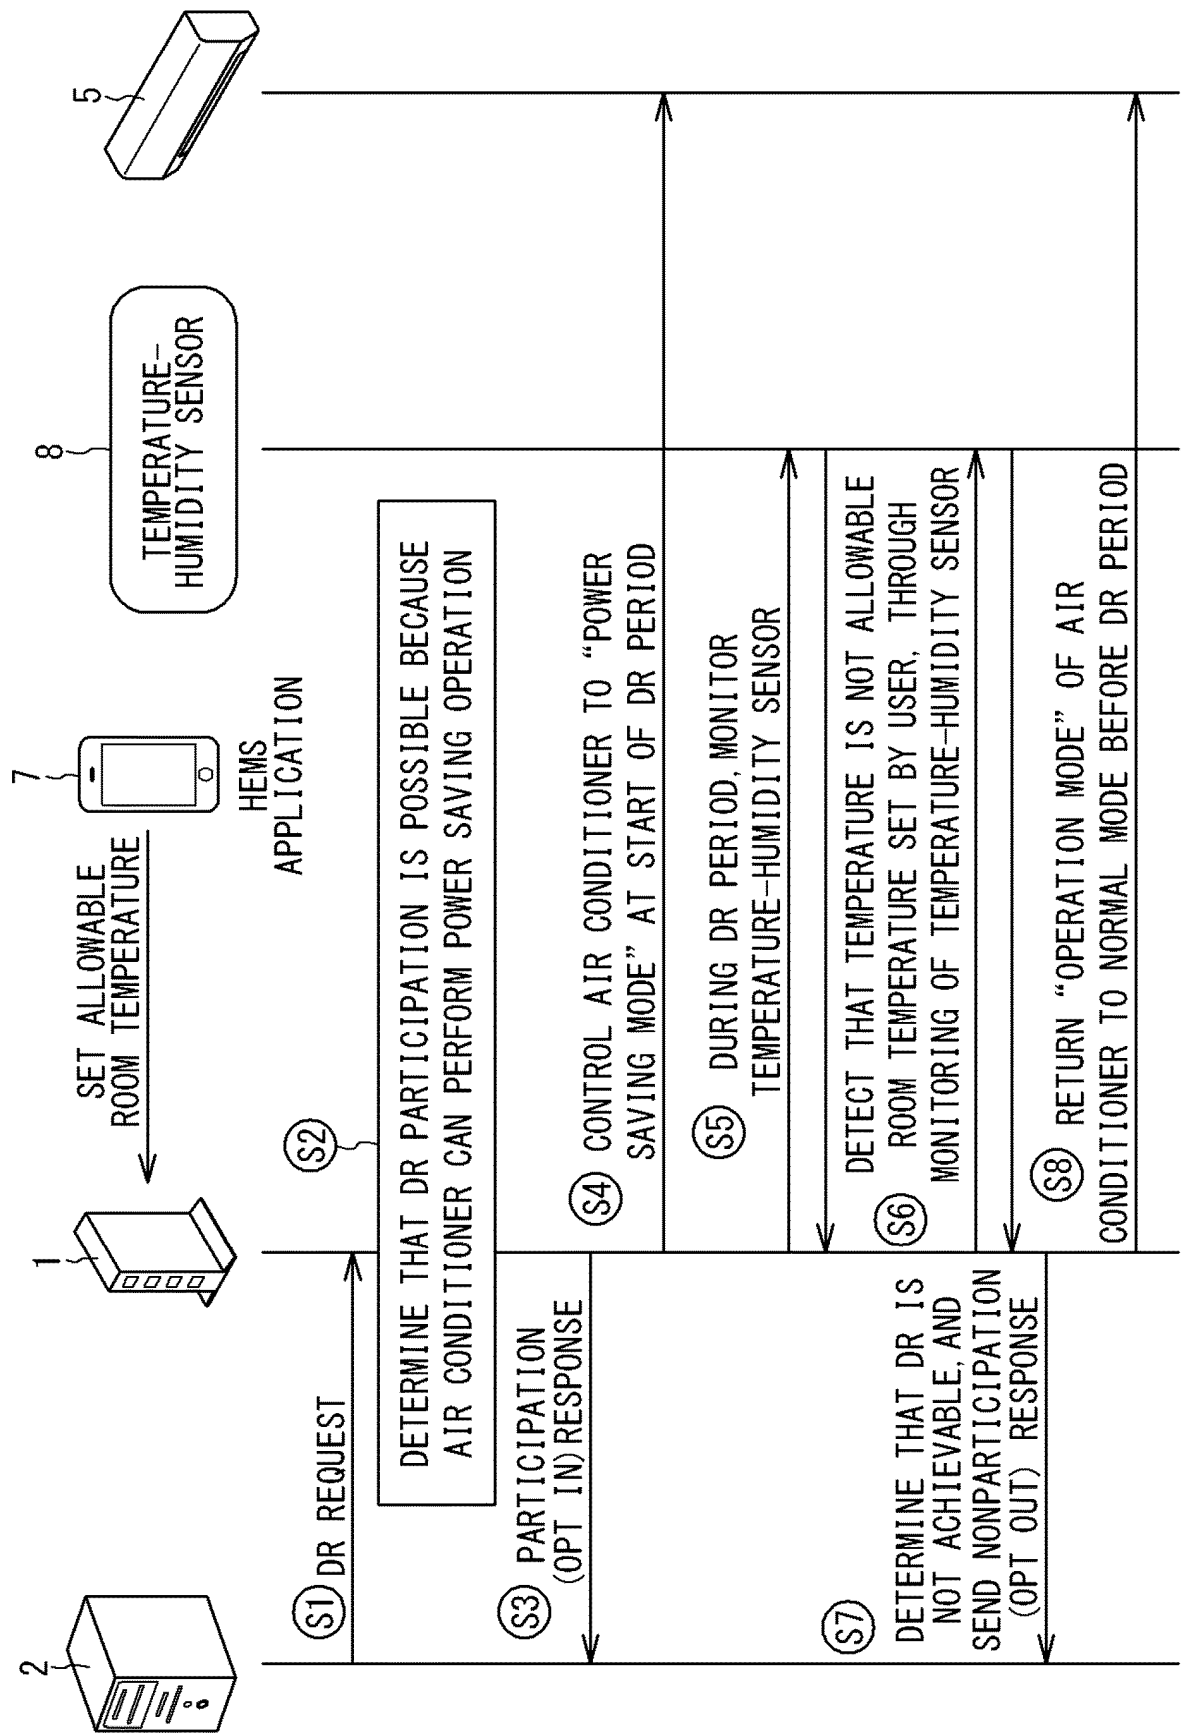 2
1
7
8
5
SET ALLOWABLE
ROOM TEMPERATURE
HEMS
APPLICATION
TEMPERATURE-
HUMIDITY SENSOR
S1 DR REQUEST
S2
DETERMINE THAT DR PARTICIPATION IS POSSIBLE BECAUSE
AIR CONDITIONER CAN PERFORM POWER SAVING OPERATION
S3 PARTICIPATION
(OPT IN) RESPONSE
S4 CONTROL AIR CONDITIONER TO “POWER
SAVING MODE” AT START OF DR PERIOD
S5 DURING DR PERIOD, MONITOR
TEMPERATURE-HUMIDITY SENSOR
S6
DETECT THAT TEMPERATURE IS NOT ALLOWABLE
ROOM TEMPERATURE SET BY USER, THROUGH
MONITORING OF TEMPERATURE-HUMIDITY SENSOR
S7
DETERMINE THAT DR IS
NOT ACHIEVABLE, AND
SEND NONPARTICIPATION
(OPT OUT) RESPONSE
S8 RETURN “OPERATION MODE” OF AIR
CONDITIONER TO NORMAL MODE BEFORE DR PERIOD